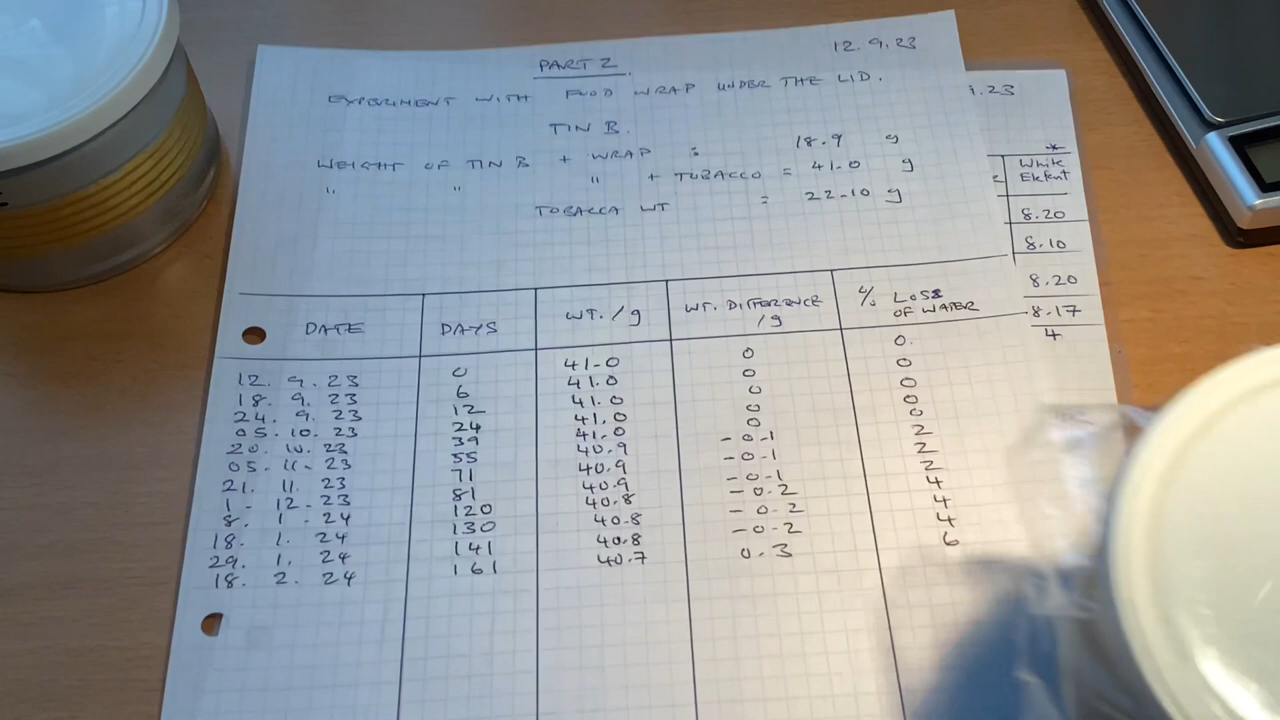 12.9.23
PART 2
EXPERIMENT WITH FOOD WRAP UNDER THE LID.
TIN B.
WEIGHT OF TIN B + WRAP : 18.9 g
" " " + TOBACCO = 41.0 g
TOBACCA WT = 22.10 g
DATE DAYS WT./g WT. DIFFERENCE /g % LOSS OF WATER
12. 9. 23 0 41.0 0 0.
18. 9. 23 6 41.0 0 0
24. 9. 23 12 41.0 0 0
05. 10. 23 24 41.0 0 0
20. 10. 23 39 41.0 0 0
05. 11. 23 55 40.9 -0.1 2
21. 11. 23 71 40.9 -0.1 2
1. 12. 23 81 40.9 -0.1 2
8. 1. 24 120 40.8 -0.2 4
18. 1. 24 130 40.8 -0.2 4
29. 1. 24 141 40.8 -0.2 4
18. 2. 24 161 40.7 0.3 6
9.23
*
White
Elefent
8.20
8.10
8.20
8.17
4